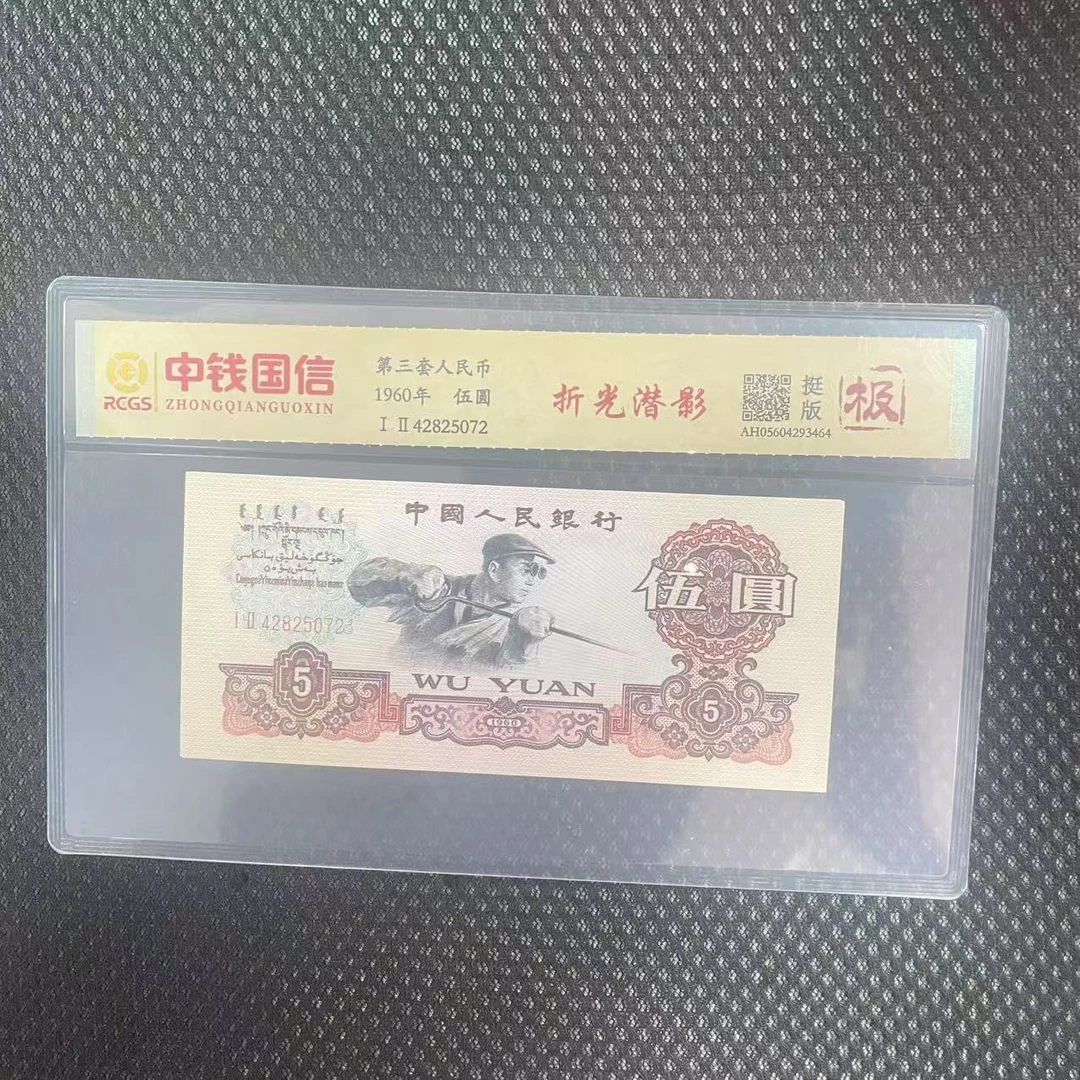 中钱国信
RCGS
ZHONGQIANGUOXIN
第三套人民币
1960年 伍圆
I II 42825072
折光潜影
AH05604293464
挺版
极
中國人民銀行
I II 42825072
伍圓
5
WU YUAN
1960
5